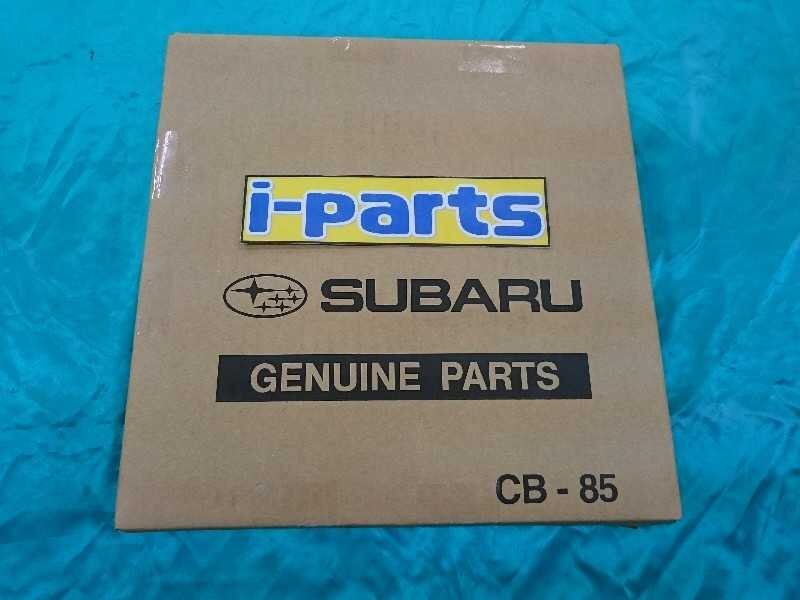 i-parts
SUBARU
GENUINE PARTS
CB - 85